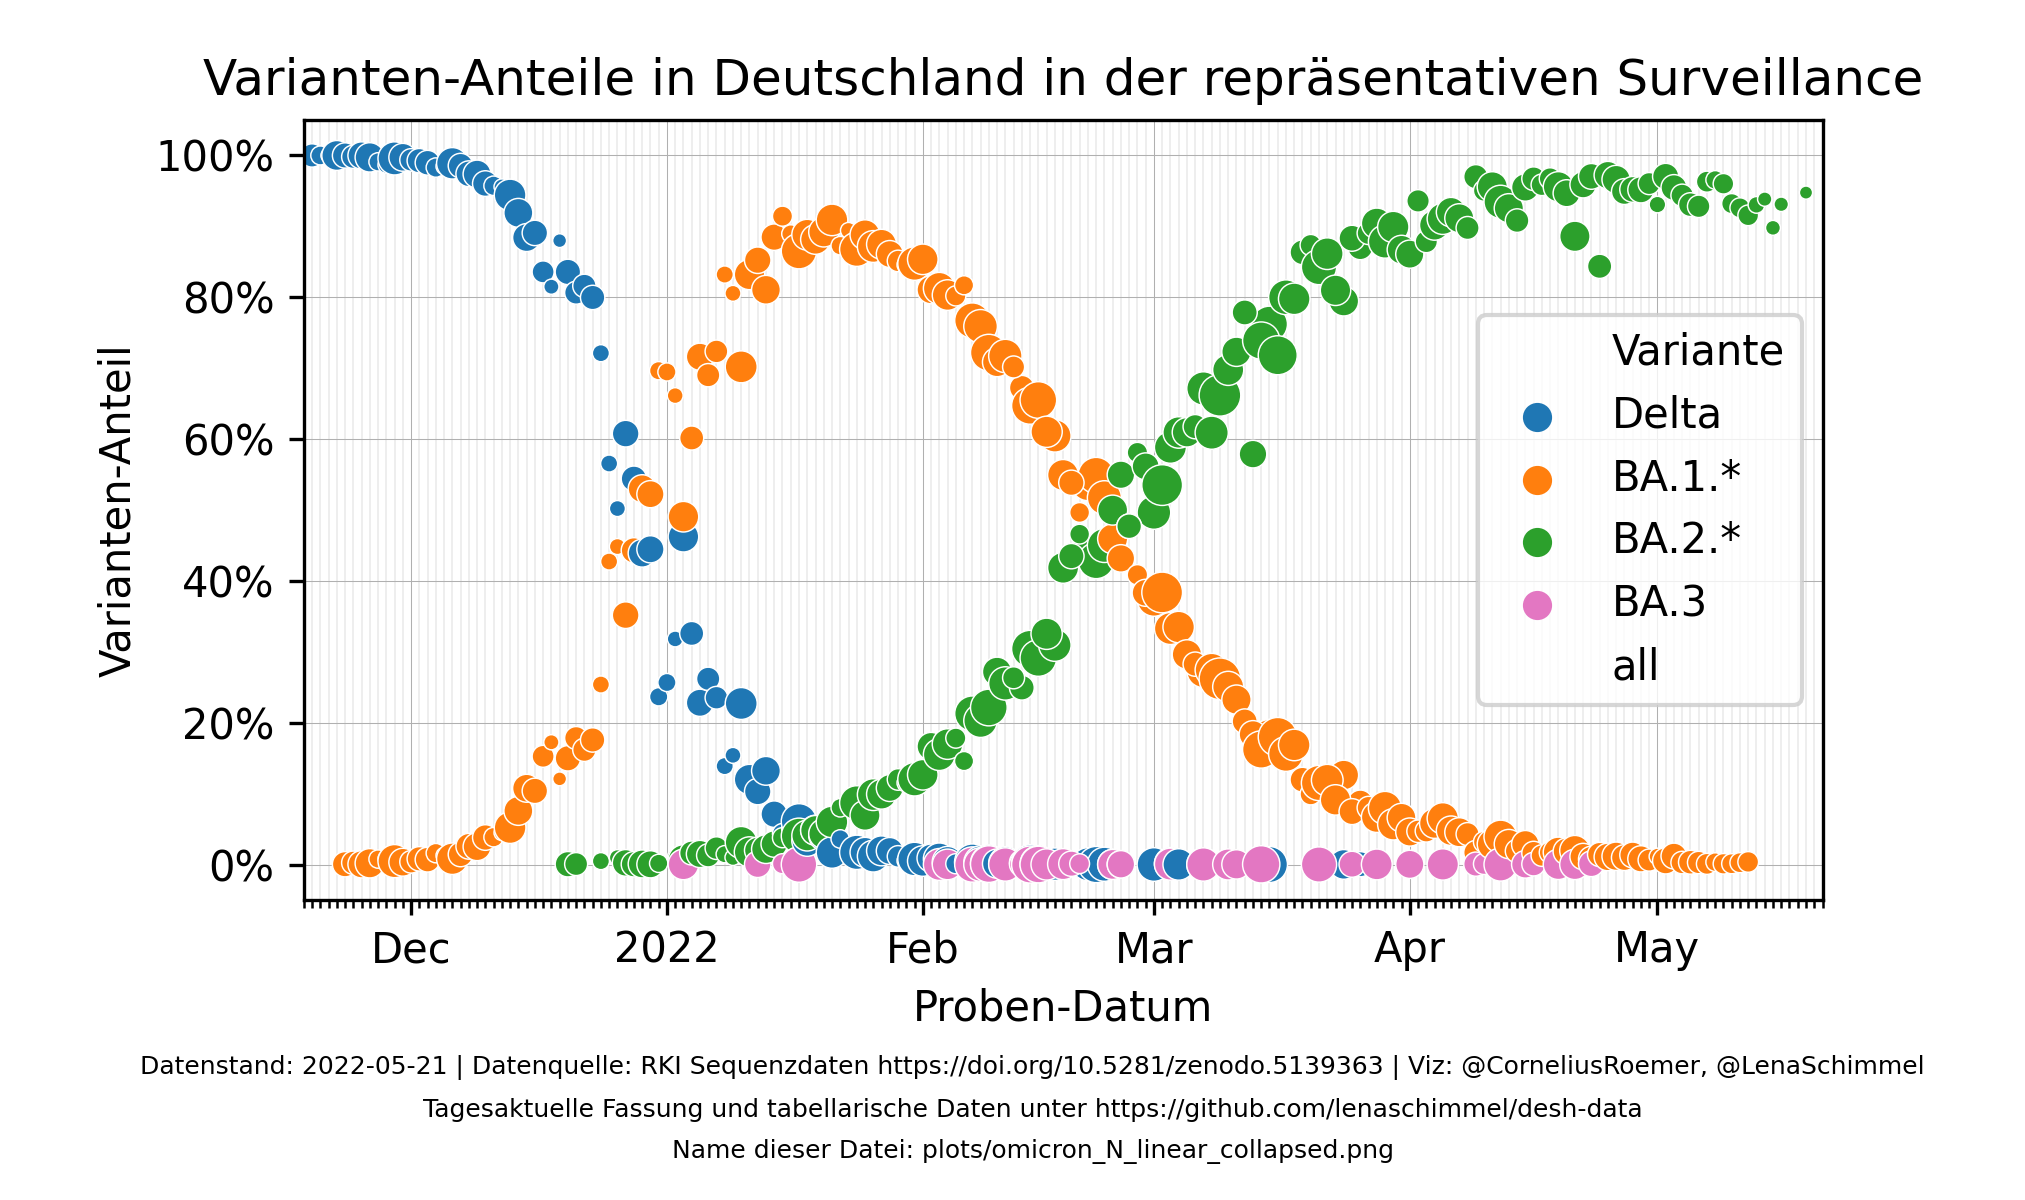 Varianten-Anteile in Deutschland in der repräsentativen Surveillance
100%
80%
60%
40%
20%
0%
Varianten-Anteil
Variante
Delta
BA.1.*
BA.2.*
BA.3
all
Dec 2022 Feb Mar Apr May
Proben-Datum
Datenstand: 2022-05-21 | Datenquelle: RKI Sequenzdaten https://doi.org/10.5281/zenodo.5139363 | Viz: @CorneliusRoemer, @LenaSchimmel
Tagesaktuelle Fassung und tabellarische Daten unter https://github.com/lenaschimmel/desh-data
Name dieser Datei: plots/omicron_N_linear_collapsed.png